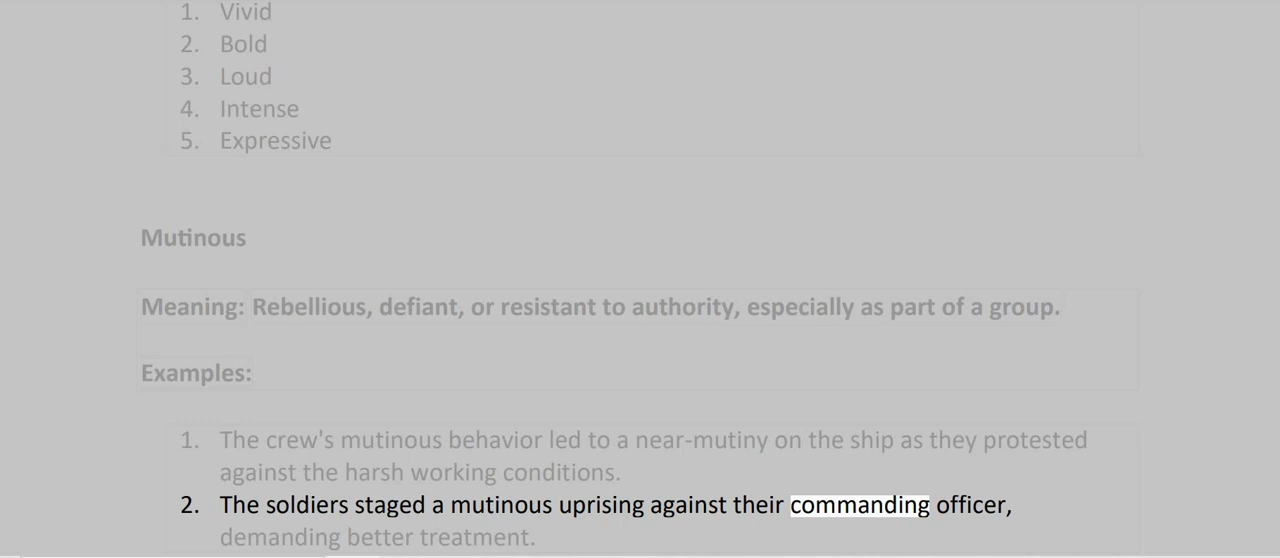 1. Vivid
2. Bold
3. Loud
4. Intense
5. Expressive
Mutinous
Meaning: Rebellious, defiant, or resistant to authority, especially as part of a group.
Examples:
1. The crew's mutinous behavior led to a near-mutiny on the ship as they protested
against the harsh working conditions.
2. The soldiers staged a mutinous uprising against their commanding officer,
demanding better treatment.